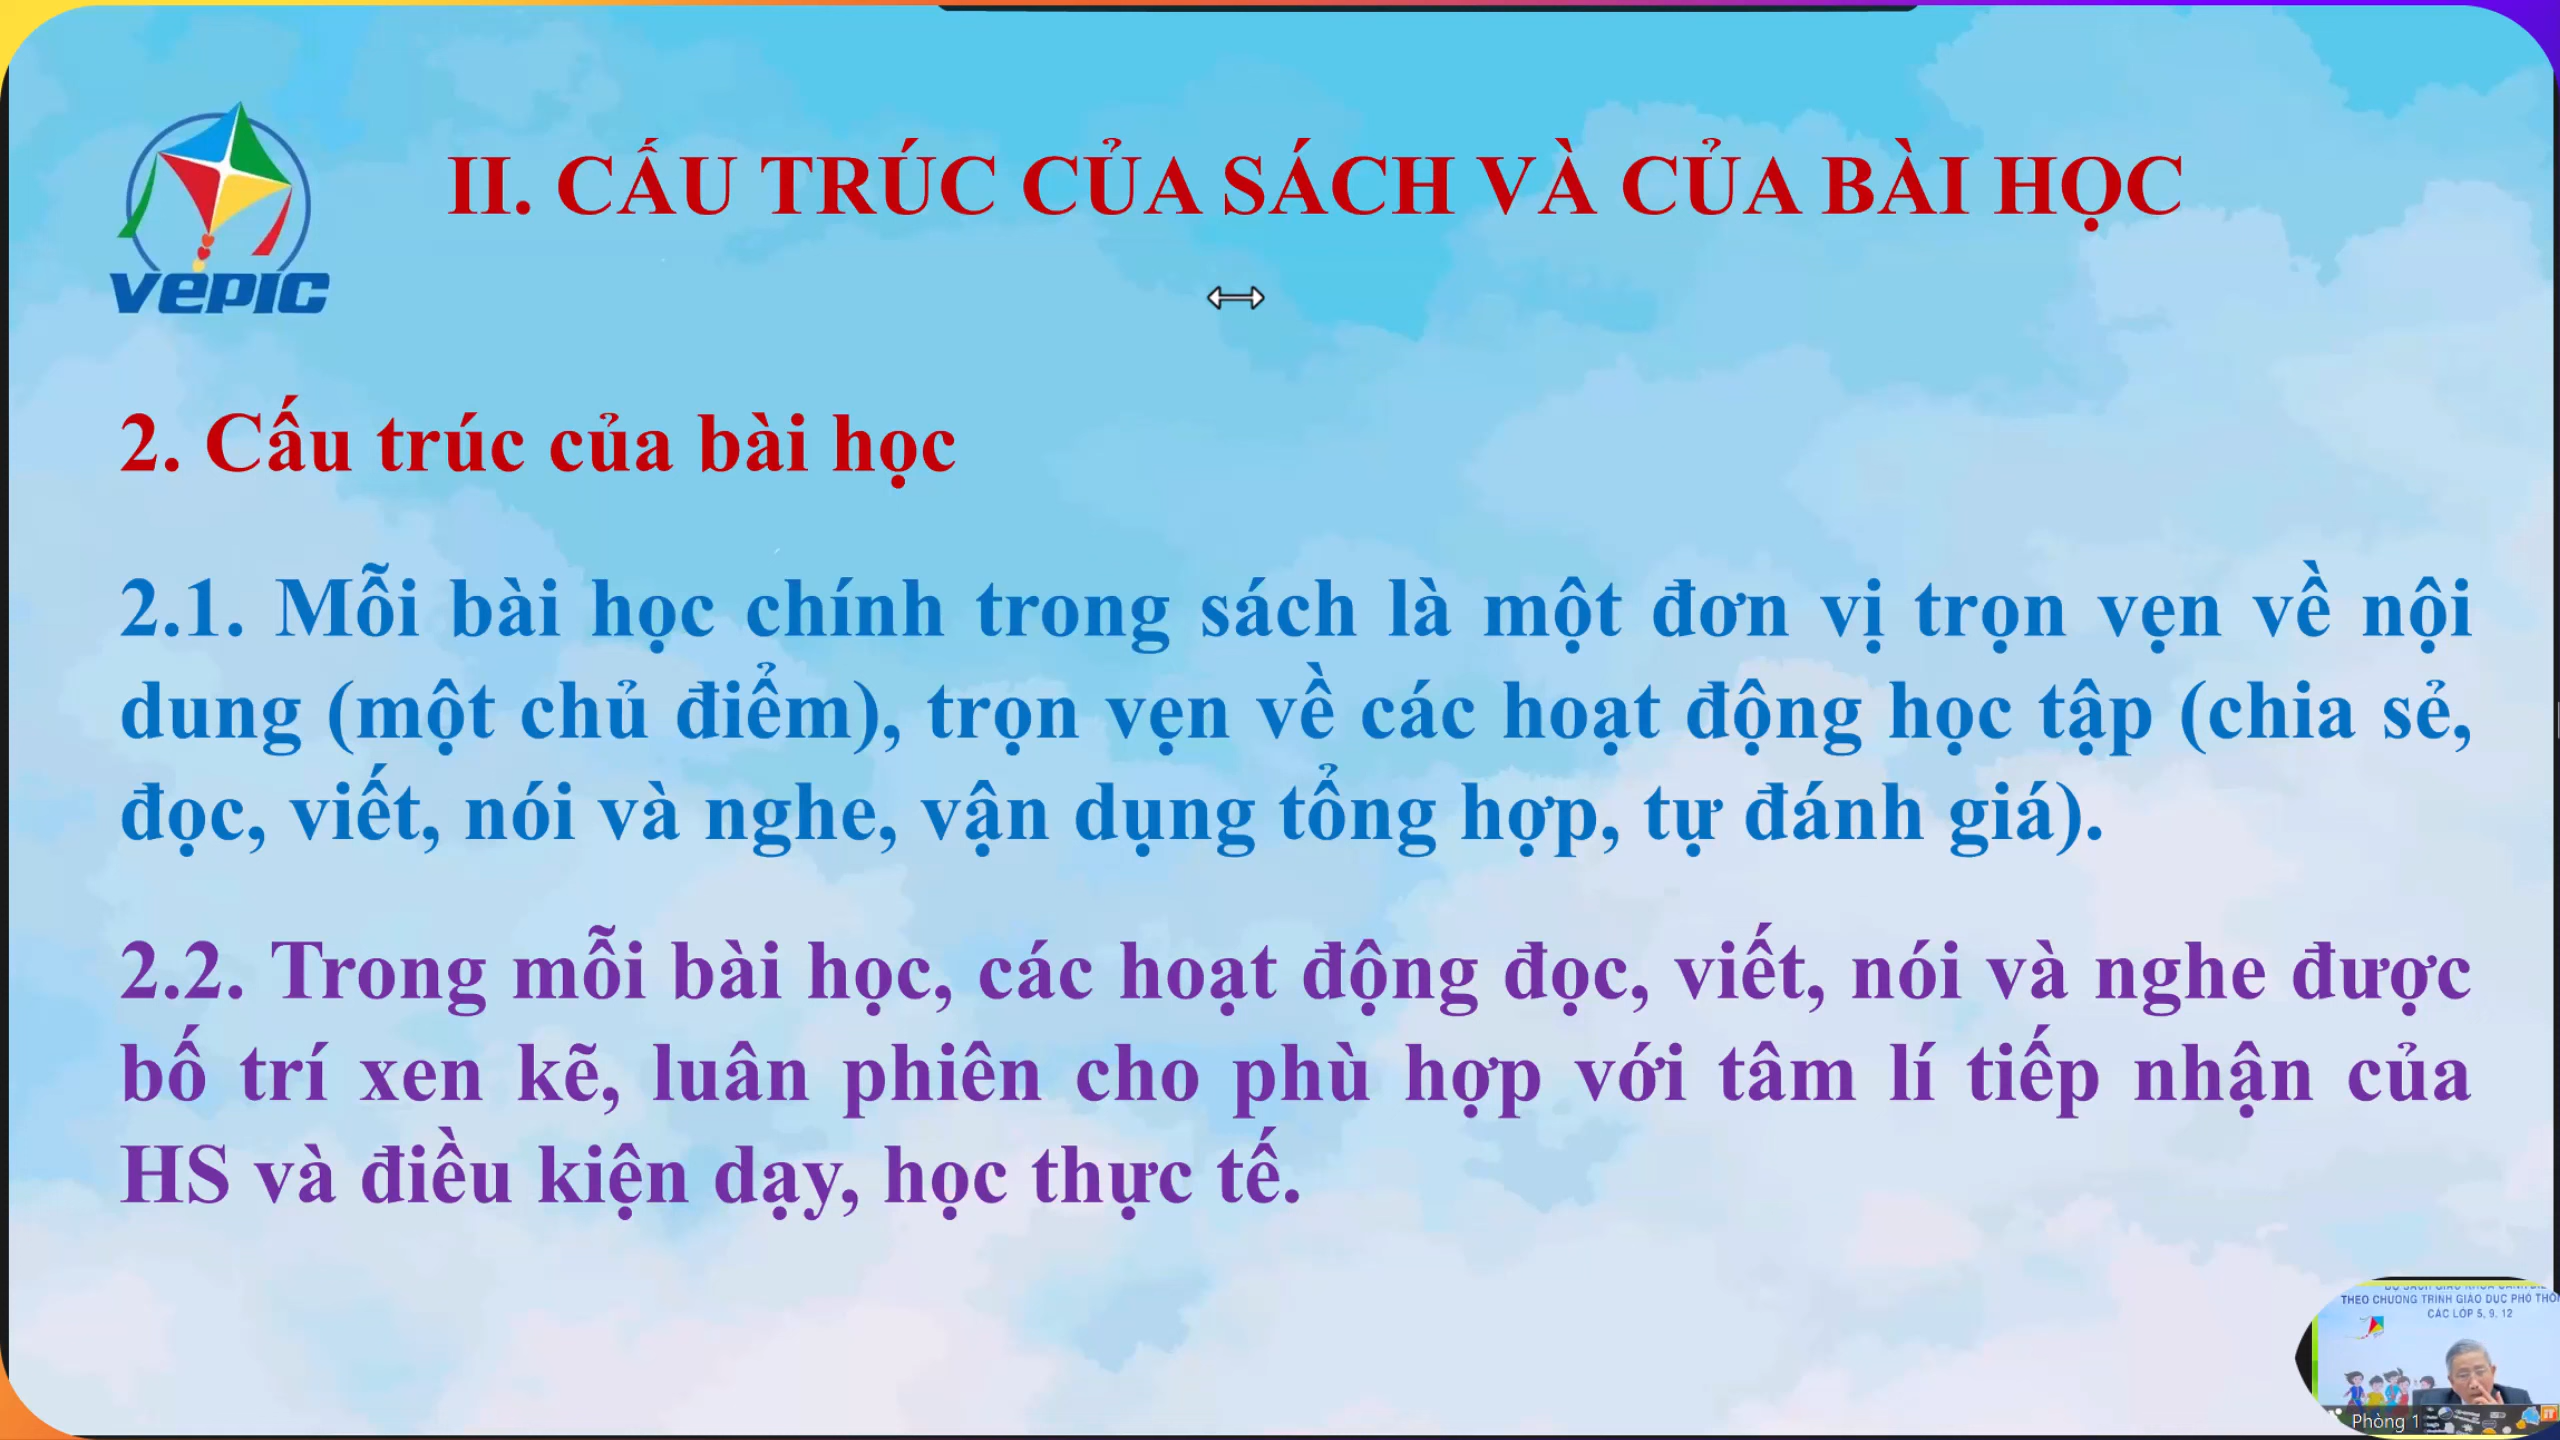 II. CẤU TRÚC CỦA SÁCH VÀ CỦA BÀI HỌC
VEPIC
2. Cấu trúc của bài học
2.1. Mỗi bài học chính trong sách là một đơn vị trọn vẹn về nội
dung (một chủ điểm), trọn vẹn về các hoạt động học tập (chia sẻ,
đọc, viết, nói và nghe, vận dụng tổng hợp, tự đánh giá).
2.2. Trong mỗi bài học, các hoạt động đọc, viết, nói và nghe được
bố trí xen kẽ, luân phiên cho phù hợp với tâm lí tiếp nhận của
HS và điều kiện dạy, học thực tế.
THEO CHƯƠNG TRÌNH GIÁO DỤC PHỔ
CÁC LỚP 5, 9, 12
Phòng 1